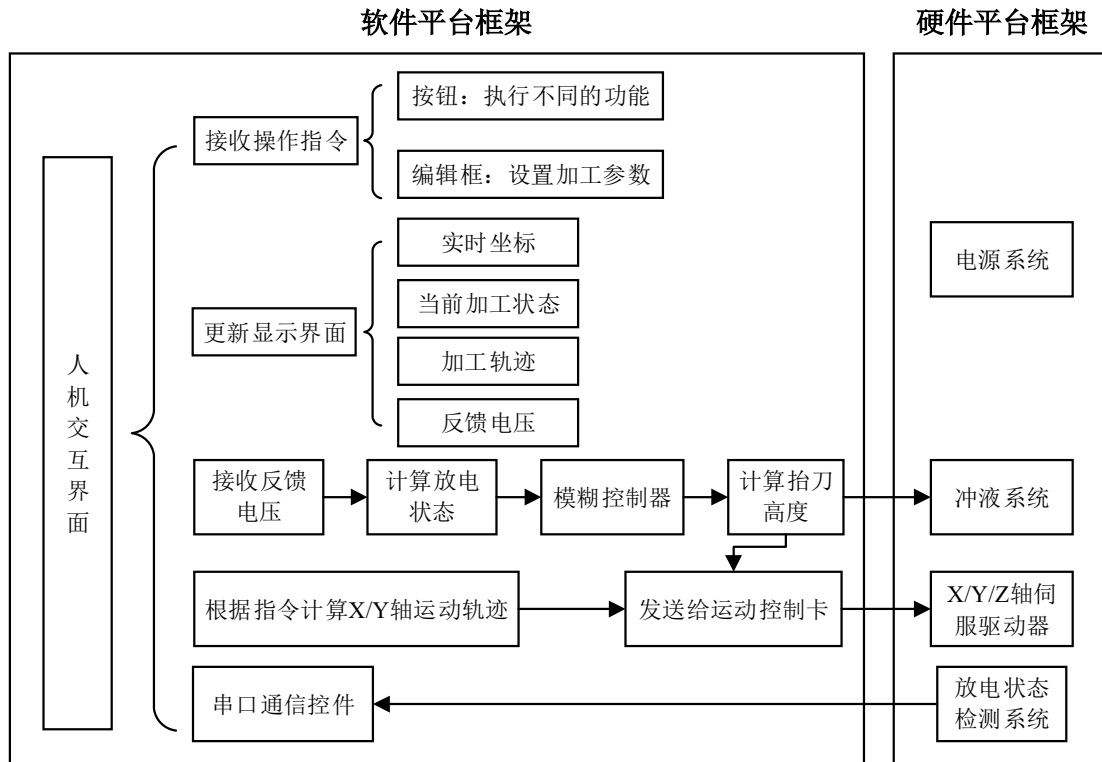 软件平台框架
硬件平台框架
按钮：执行不同的功能
接收操作指令
编辑框：设置加工参数
实时坐标
电源系统
当前加工状态
更新显示界面
加工轨迹
反馈电压
人机交互界面
接收反馈
电压
计算放电
状态
模糊控制器
计算抬刀
高度
冲液系统
根据指令计算X/Y轴运动轨迹
发送给运动控制卡
X/Y/Z轴伺
服驱动器
串口通信控件
放电状态
检测系统